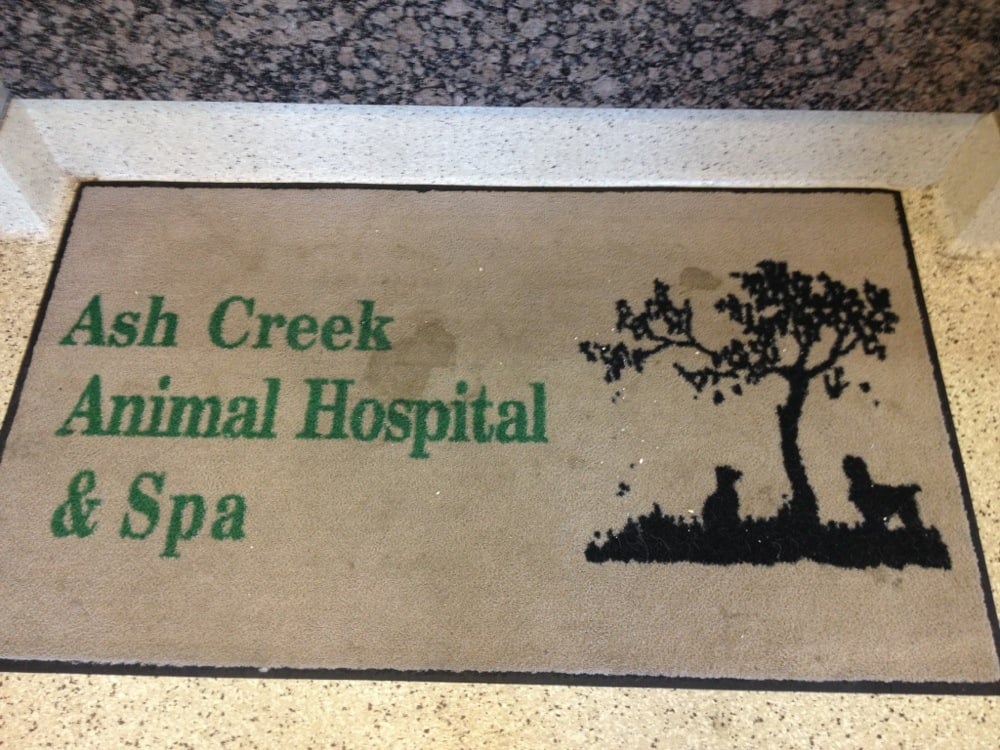 Ash Creek
Animal Hospital
& Spa